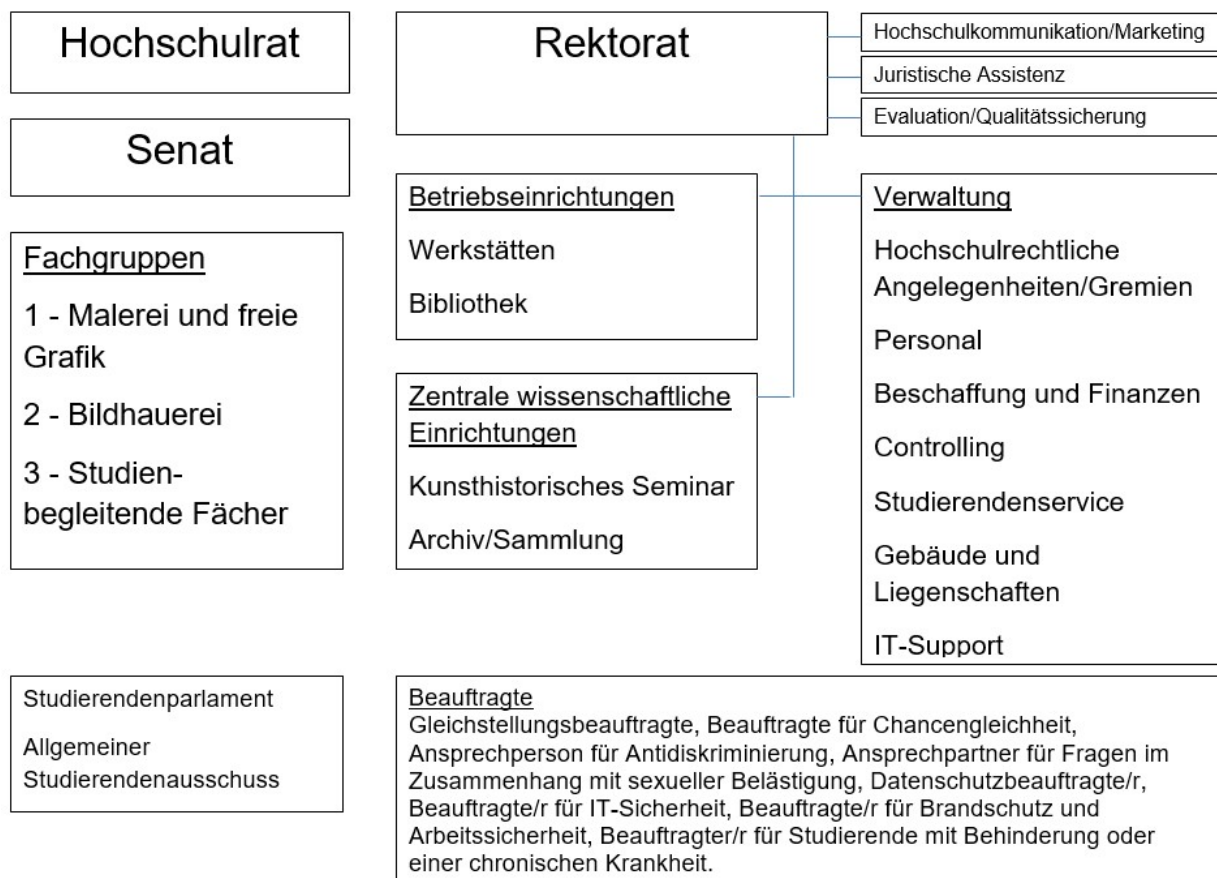 Hochschulrat
Senat
Fachgruppen
1 - Malerei und freie
Grafik
2 - Bildhauerei
3 - Studien-
begleitende Fächer
Studierendenparlament
Allgemeiner
Studierendenausschuss
Rektorat
Hochschulkommunikation/Marketing
Juristische Assistenz
Evaluation/Qualitätssicherung
Betriebseinrichtungen
Werkstätten
Bibliothek
Zentrale wissenschaftliche
Einrichtungen
Kunsthistorisches Seminar
Archiv/Sammlung
Verwaltung
Hochschulrechtliche
Angelegenheiten/Gremien
Personal
Beschaffung und Finanzen
Controlling
Studierendenservice
Gebäude und
Liegenschaften
IT-Support
Beauftragte
Gleichstellungsbeauftragte, Beauftragte für Chancengleichheit,
Ansprechperson für Antidiskriminierung, Ansprechpartner für Fragen im
Zusammenhang mit sexueller Belästigung, Datenschutzbeauftragte/r,
Beauftragte/r für IT-Sicherheit, Beauftragte/r für Brandschutz und
Arbeitssicherheit, Beauftragter/r für Studierende mit Behinderung oder
einer chronischen Krankheit.